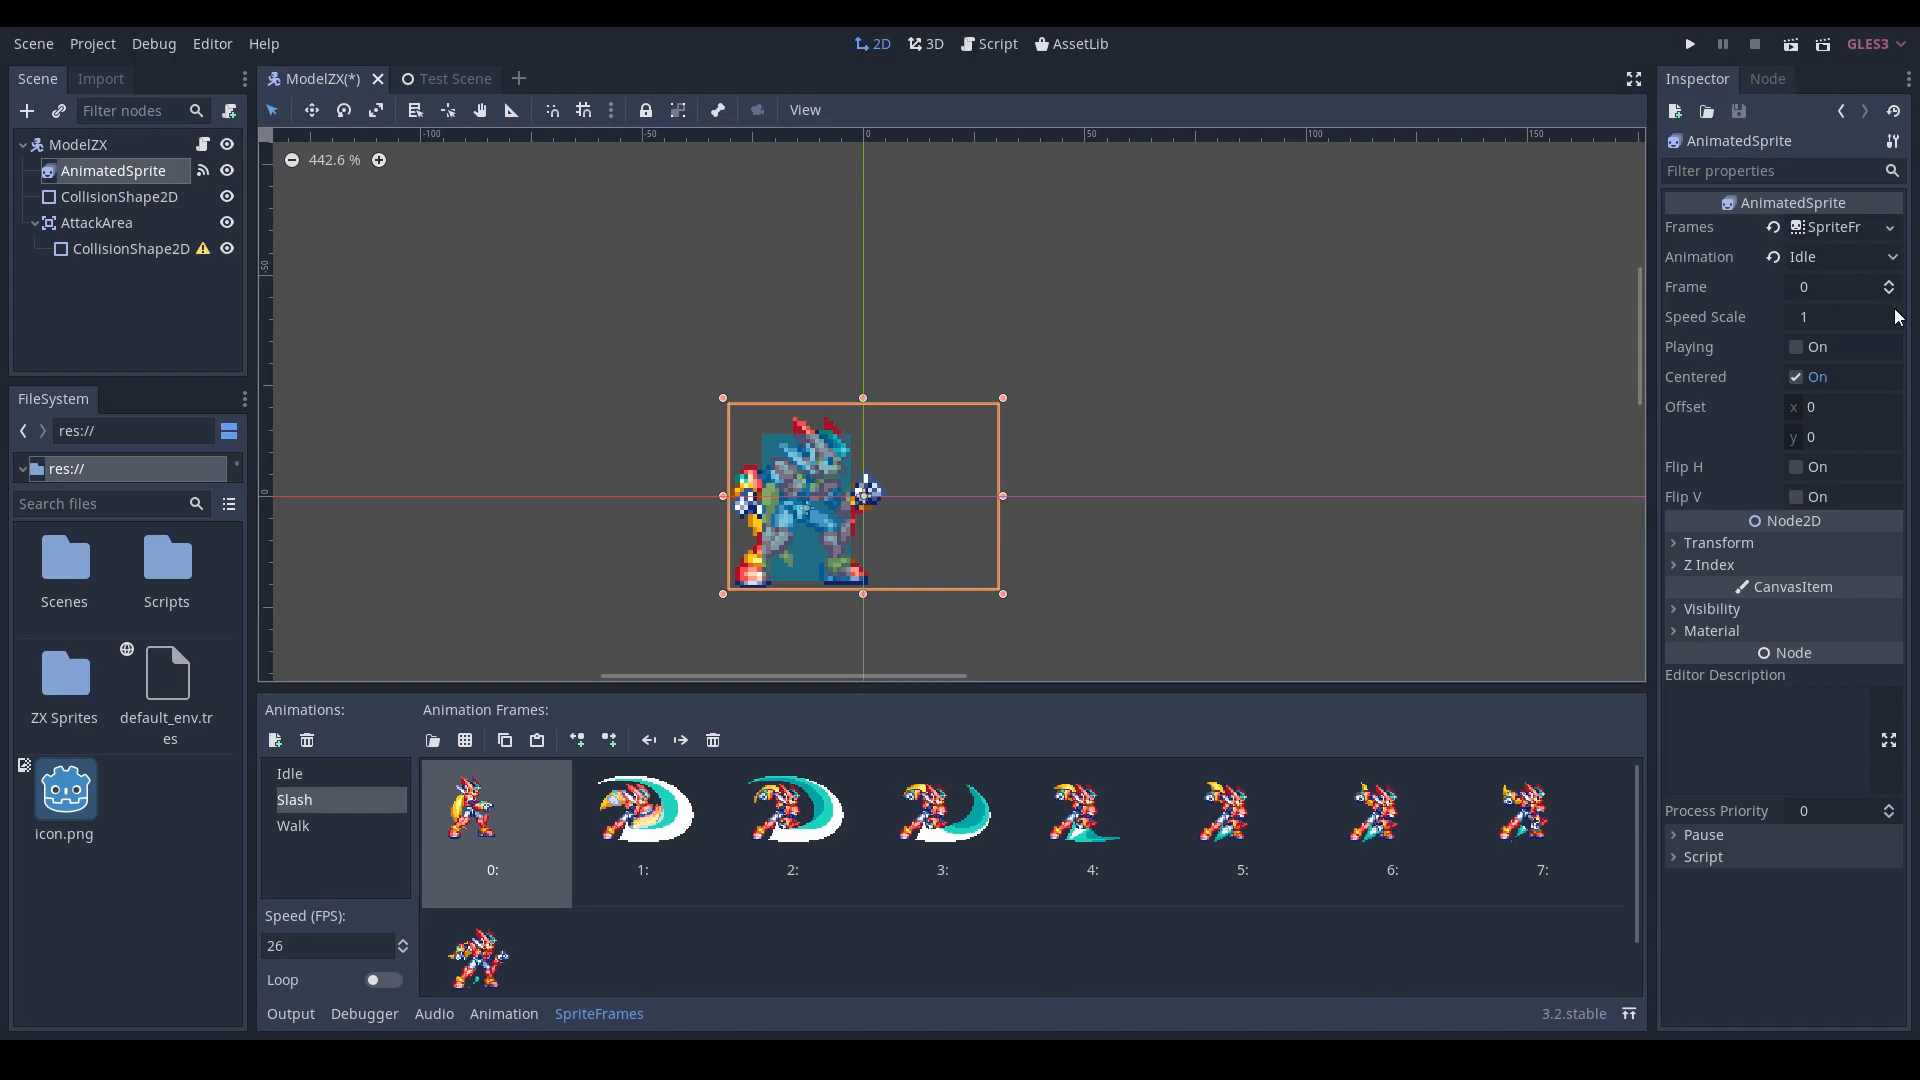 Scene Project Debug Editor Help
2D 3D Script AssetLib
GLES3
Scene Import
Filter nodes
ModelZX
AnimatedSprite
CollisionShape2D
AttackArea
CollisionShape2D
FileSystem
res://
res://
Search files
Scenes Scripts
ZX Sprites default_env.tr
es
icon.png
ModelZX(*) Test Scene
View
-100 -50 0 50 100 150
-50
0
442.6 %
Animations: Animation Frames:
Idle
Slash
Walk
0: 1: 2: 3: 4: 5: 6: 7:
Speed (FPS):
26
Loop
Output Debugger Audio Animation SpriteFrames 3.2.stable
Inspector Node
AnimatedSprite
Filter properties
AnimatedSprite
Frames SpriteFr
Animation Idle
Frame 0
Speed Scale 1
Playing On
Centered On
Offset x 0
y 0
Flip H On
Flip V On
Node2D
Transform
Z Index
CanvasItem
Visibility
Material
Node
Editor Description
Process Priority 0
Pause
Script